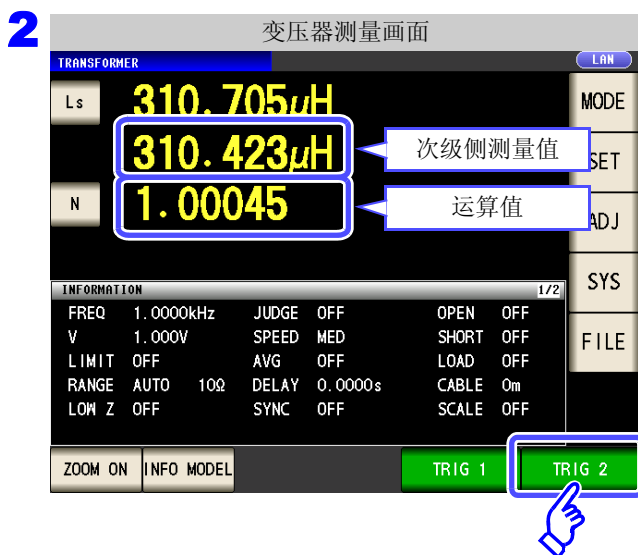 2
变压器测量画面
TRANSFORMER
LAN
Ls 310.705μH
MODE
310.423μH
次级侧测量值
SET
N 1.00045
运算值
ADJ
SYS
INFORMATION 1/2
FREQ 1.0000kHz JUDGE OFF OPEN OFF
V 1.000V SPEED MED SHORT OFF
FILE
LIMIT OFF AVG OFF LOAD OFF
RANGE AUTO 10Ω DELAY 0.0000s CABLE 0m
LOW Z OFF SYNC OFF SCALE OFF
ZOOM ON INFO MODEL TRIG 1 TRIG 2